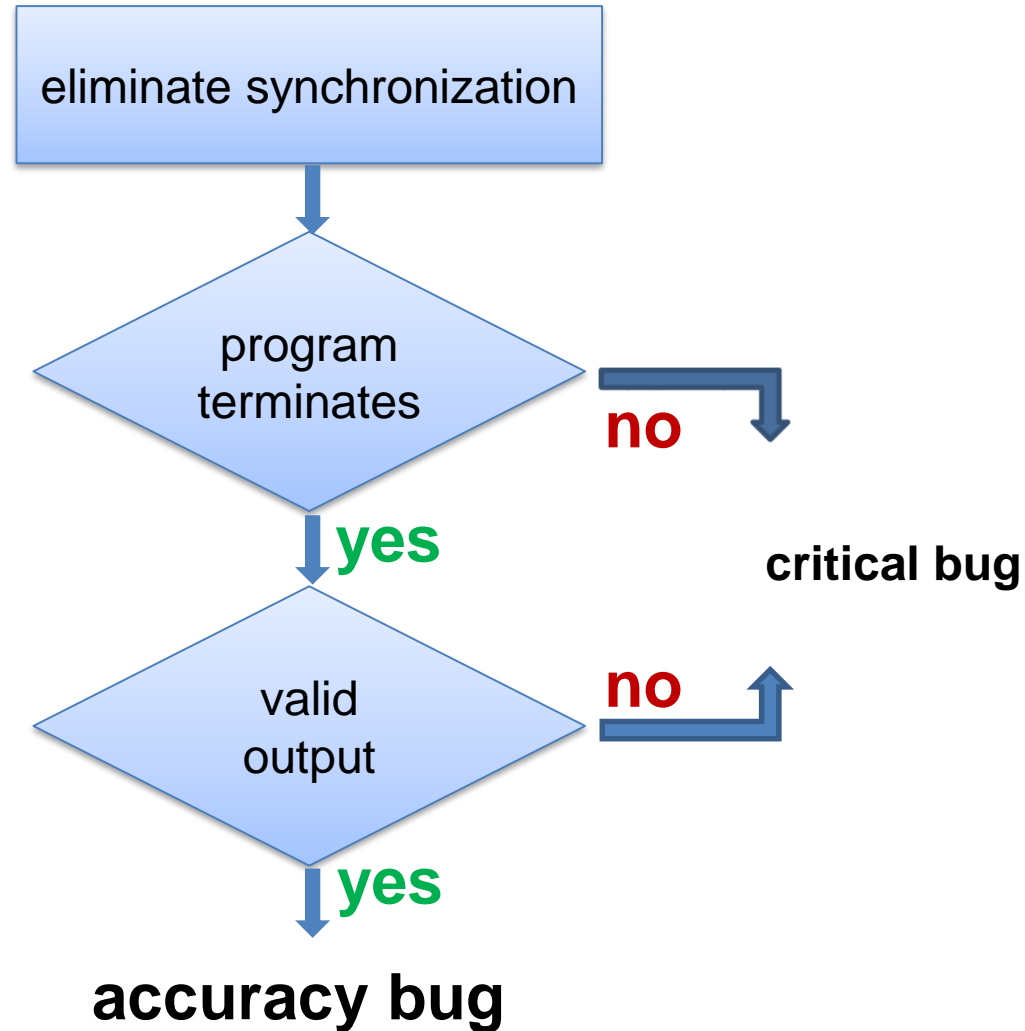 eliminate synchronization
program
terminates
no
yes
critical bug
valid
output
no
yes
accuracy bug